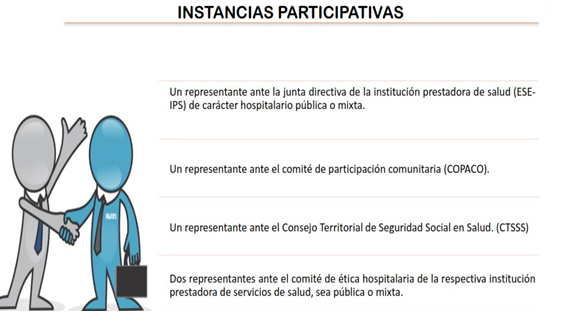 INSTANCIAS PARTICIPATIVAS
Un representante ante la junta directiva de la institución prestadora de salud (ESE-
IPS) de carácter hospitalario pública o mixta.
Un representante ante el comité de participación comunitaria (COPACO).
Un representante ante el Consejo Territorial de Seguridad Social en Salud. (CTSSS)
Dos representantes ante el comité de ética hospitalaria de la respectiva institución
prestadora de servicios de salud, sea pública o mixta.